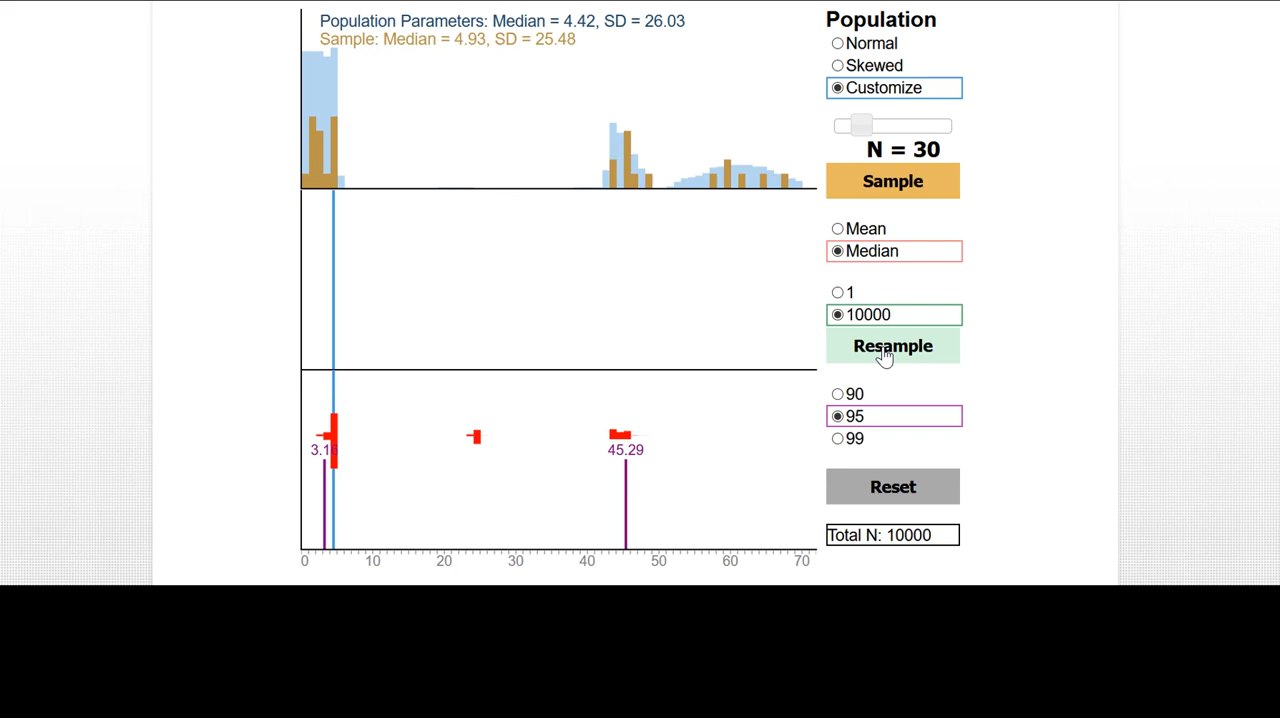 Population Parameters: Median = 4.42, SD = 26.03
Sample: Median = 4.93, SD = 25.48
Population
Normal
Skewed
Customize
N = 30
Sample
Mean
Median
1
10000
Resample
90
95
99
45.29
Reset
Total N: 10000
0 10 20 30 40 50 60 70